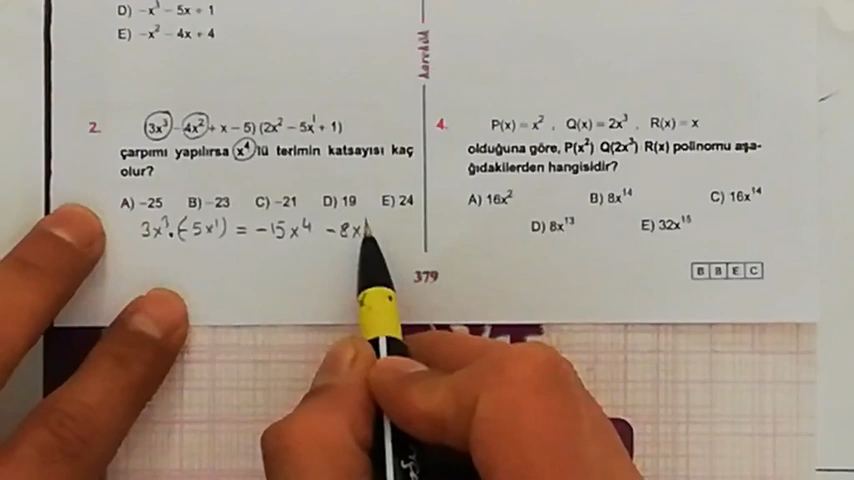 D) -x³ - 5x + 1
E) -x² - 4x + 4
karekök
2.
(3x³ - 4x² + x - 5) (2x² - 5x¹ + 1)
çarpımı yapılırsa x⁴ lü terimin katsayısı kaç
olur?
A) -25 B) -23 C) -21 D) 19 E) 24
3x³.(-5x¹) = -15x⁴ -8x
4.
P(x) = x² , Q(x) = 2x³ , R(x) = x
olduğuna göre, P(x²) Q(2x³) R(x) polinomu aşa-
ğıdakilerden hangisidir?
A) 16x² B) 8x¹⁴ C) 16x¹⁴
D) 8x¹³ E) 32x¹⁵
379
B B E C